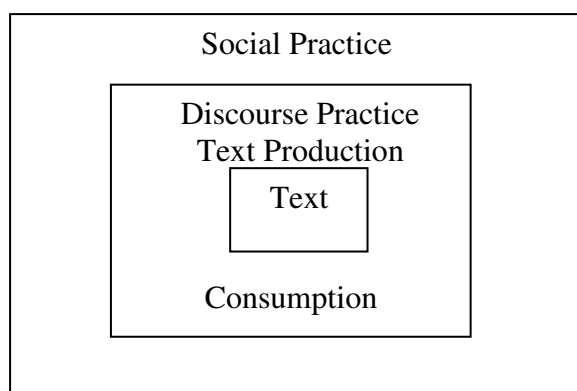 Social Practice
Discourse Practice
Text Production
Text
Consumption